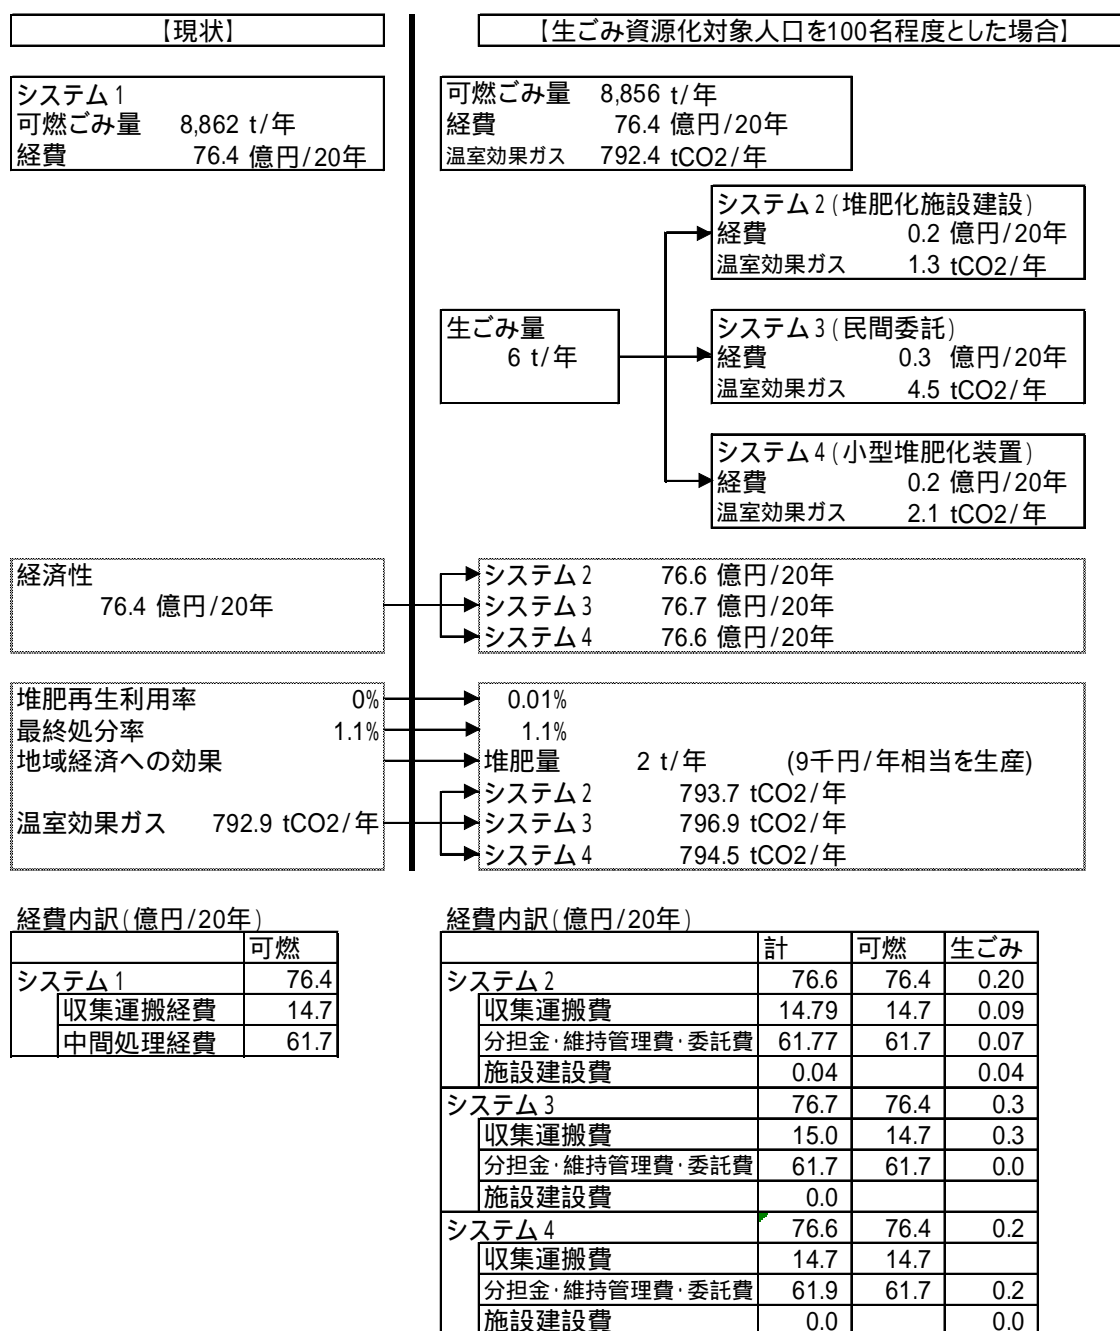 【現状】
【生ごみ資源化対象人口を100名程度とした場合】
システム1
可燃ごみ量 8,862 t/年
経費 76.4 億円/20年
可燃ごみ量 8,856 t/年
経費 76.4 億円/20年
温室効果ガス 792.4 tCO2/年
システム2(堆肥化施設建設)
経費 0.2 億円/20年
温室効果ガス 1.3 tCO2/年
生ごみ量
6 t/年
システム3(民間委託)
経費 0.3 億円/20年
温室効果ガス 4.5 tCO2/年
システム4(小型堆肥化装置)
経費 0.2 億円/20年
温室効果ガス 2.1 tCO2/年
経済性
76.4 億円/20年
システム2 76.6 億円/20年
システム3 76.7 億円/20年
システム4 76.6 億円/20年
堆肥再生利用率 0% 0.01%
最終処分率 1.1% 1.1%
地域経済への効果 堆肥量 2 t/年 (9千円/年相当を生産)
システム2 793.7 tCO2/年
温室効果ガス 792.9 tCO2/年 システム3 796.9 tCO2/年
システム4 794.5 tCO2/年
経費内訳(億円/20年)
可燃
システム1 76.4
収集運搬経費 14.7
中間処理経費 61.7
経費内訳(億円/20年)
計 可燃 生ごみ
システム2 76.6 76.4 0.20
収集運搬費 14.79 14.7 0.09
分担金・維持管理費・委託費 61.77 61.7 0.07
施設建設費 0.04 0.04
システム3 76.7 76.4 0.3
収集運搬費 15.0 14.7 0.3
分担金・維持管理費・委託費 61.7 61.7 0.0
施設建設費 0.0
システム4 76.6 76.4 0.2
収集運搬費 14.7 14.7
分担金・維持管理費・委託費 61.9 61.7 0.2
施設建設費 0.0 0.0